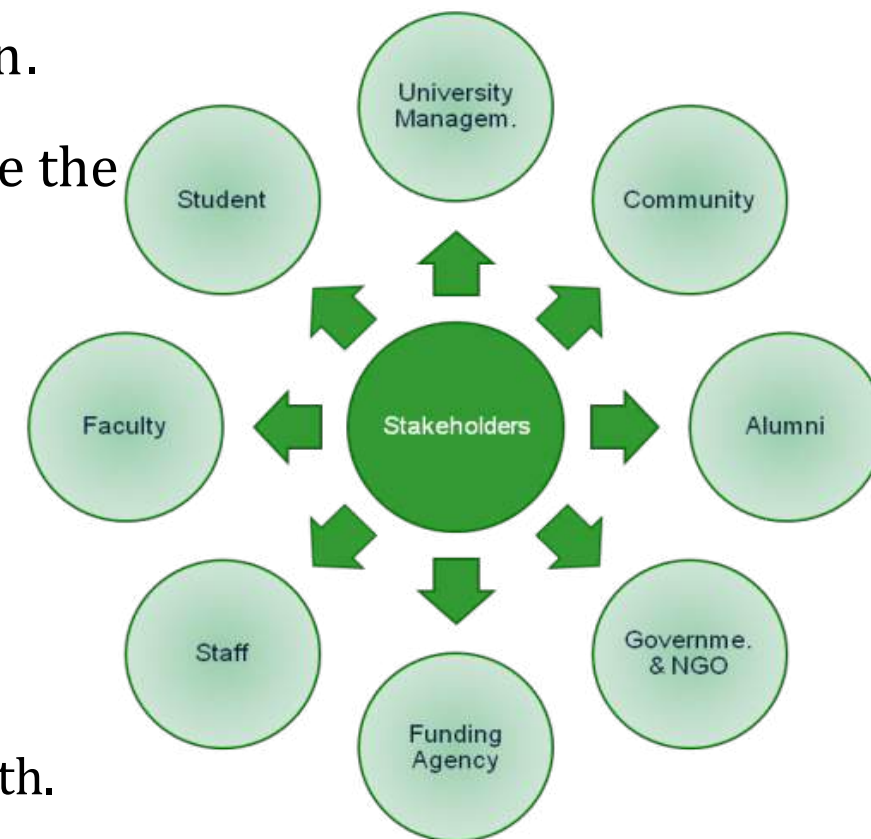 n.
e the
University
Managem.
Student
Community
Faculty
Stakeholders
Alumni
Staff
Governme.
& NGO
Funding
Agency
th.